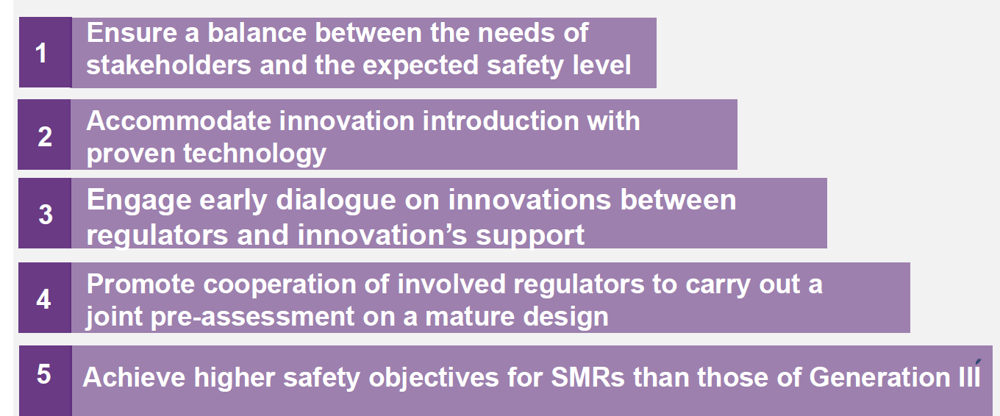 1
Ensure a balance between the needs of
stakeholders and the expected safety level
2
Accommodate innovation introduction with
proven technology
3
Engage early dialogue on innovations between
regulators and innovation’s support
4
Promote cooperation of involved regulators to carry out a
joint pre-assessment on a mature design
5
Achieve higher safety objectives for SMRs than those of Generation III